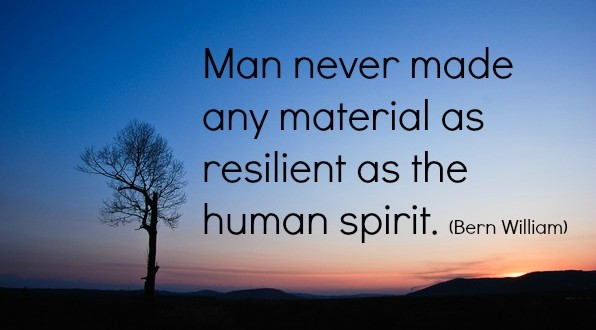 Man never made
any material as
resilient as the
human spirit. (Bern William)